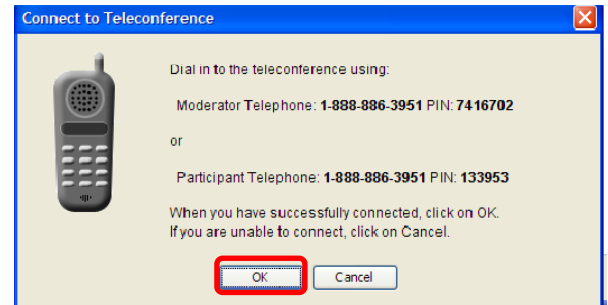 Connect to Teleconference
Dial in to the teleconference using:
Moderator Telephone: 1-888-886-3951 PIN: 7416702
or
Participant Telephone: 1-888-886-3951 PIN: 133953
When you have successfully connected, click on OK.
If you are unable to connect, click on Cancel.
OK
Cancel